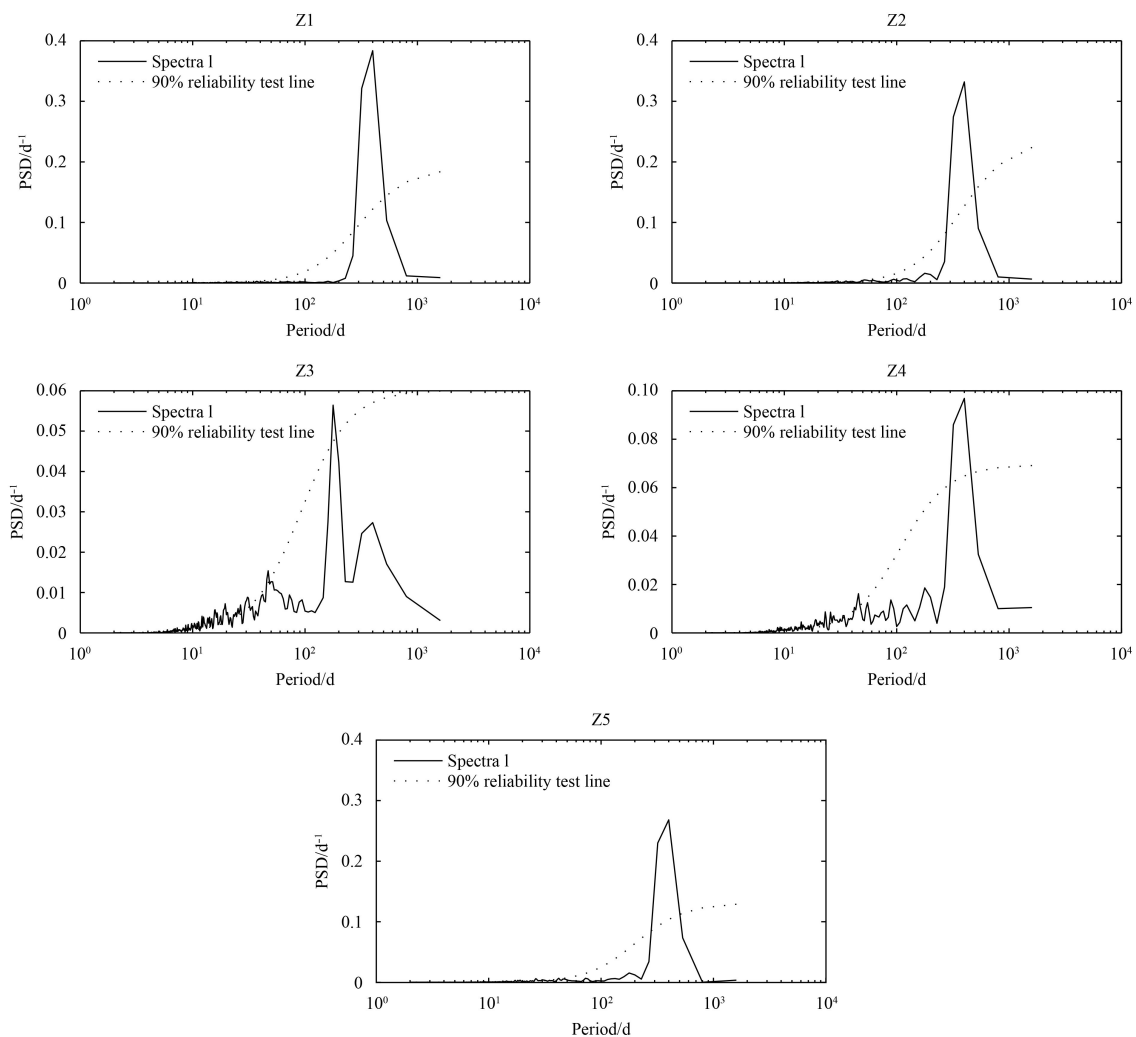 Z1
0.4
Spectra l
90% reliability test line
0.3
PSD/d⁻¹
0.2
0.1
0
10⁰ 10¹ 10² 10³ 10⁴
Period/d
Z2
0.4
Spectra l
90% reliability test line
0.3
PSD/d⁻¹
0.2
0.1
0
10⁰ 10¹ 10² 10³ 10⁴
Period/d
Z3
0.06
Spectra l
0.05
90% reliability test line
0.04
PSD/d⁻¹
0.03
0.02
0.01
0
10⁰ 10¹ 10² 10³ 10⁴
Period/d
Z4
0.10
Spectra l
0.08
90% reliability test line
0.06
PSD/d⁻¹
0.04
0.02
0
10⁰ 10¹ 10² 10³ 10⁴
Period/d
Z5
0.4
Spectra l
90% reliability test line
0.3
PSD/d⁻¹
0.2
0.1
0
10⁰ 10¹ 10² 10³ 10⁴
Period/d